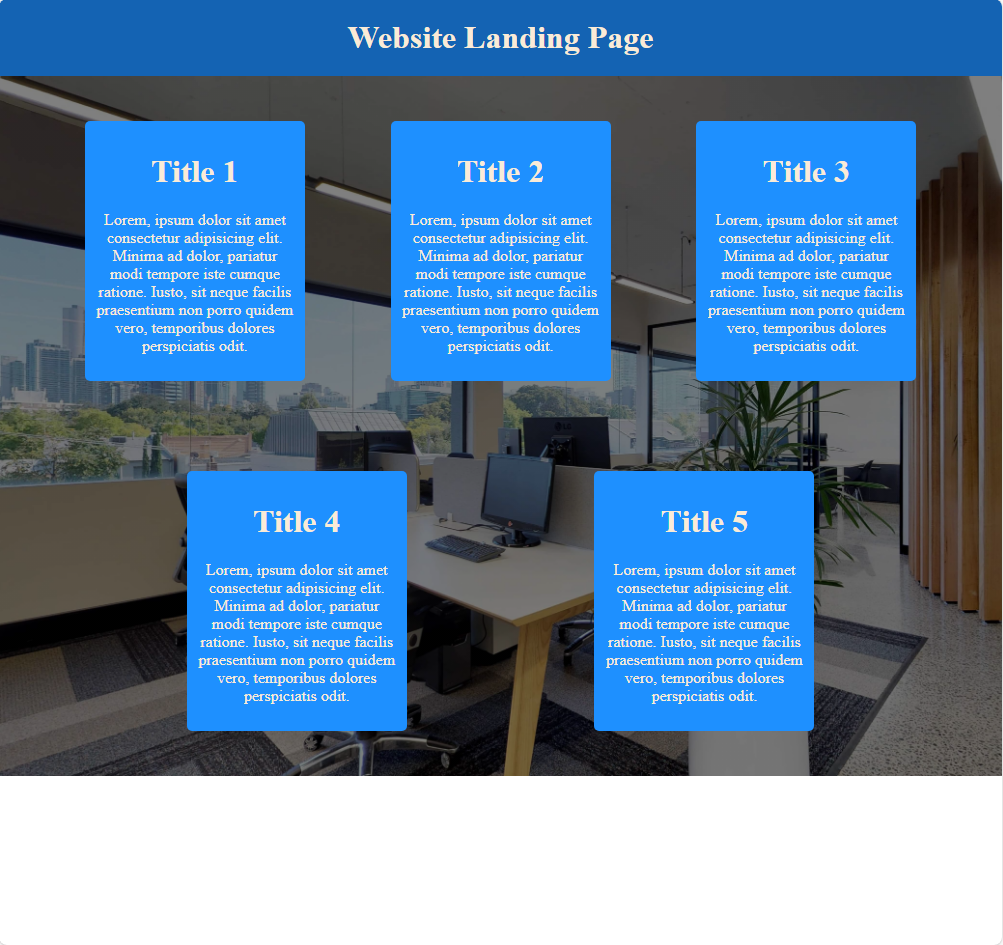 Website Landing Page
Title 1
Lorem, ipsum dolor sit amet
consectetur adipisicing elit.
Minima ad dolor, pariatur
modi tempore iste cumque
ratione. Iusto, sit neque facilis
praesentium non porro quidem
vero, temporibus dolores
perspiciatis odit.
Title 2
Lorem, ipsum dolor sit amet
consectetur adipisicing elit.
Minima ad dolor, pariatur
modi tempore iste cumque
ratione. Iusto, sit neque facilis
praesentium non porro quidem
vero, temporibus dolores
perspiciatis odit.
Title 3
Lorem, ipsum dolor sit amet
consectetur adipisicing elit.
Minima ad dolor, pariatur
modi tempore iste cumque
ratione. Iusto, sit neque facilis
praesentium non porro quidem
vero, temporibus dolores
perspiciatis odit.
LG
Title 4
Lorem, ipsum dolor sit amet
consectetur adipisicing elit.
Minima ad dolor, pariatur
modi tempore iste cumque
ratione. Iusto, sit neque facilis
praesentium non porro quidem
vero, temporibus dolores
perspiciatis odit.
Title 5
Lorem, ipsum dolor sit amet
consectetur adipisicing elit.
Minima ad dolor, pariatur
modi tempore iste cumque
ratione. Iusto, sit neque facilis
praesentium non porro quidem
vero, temporibus dolores
perspiciatis odit.